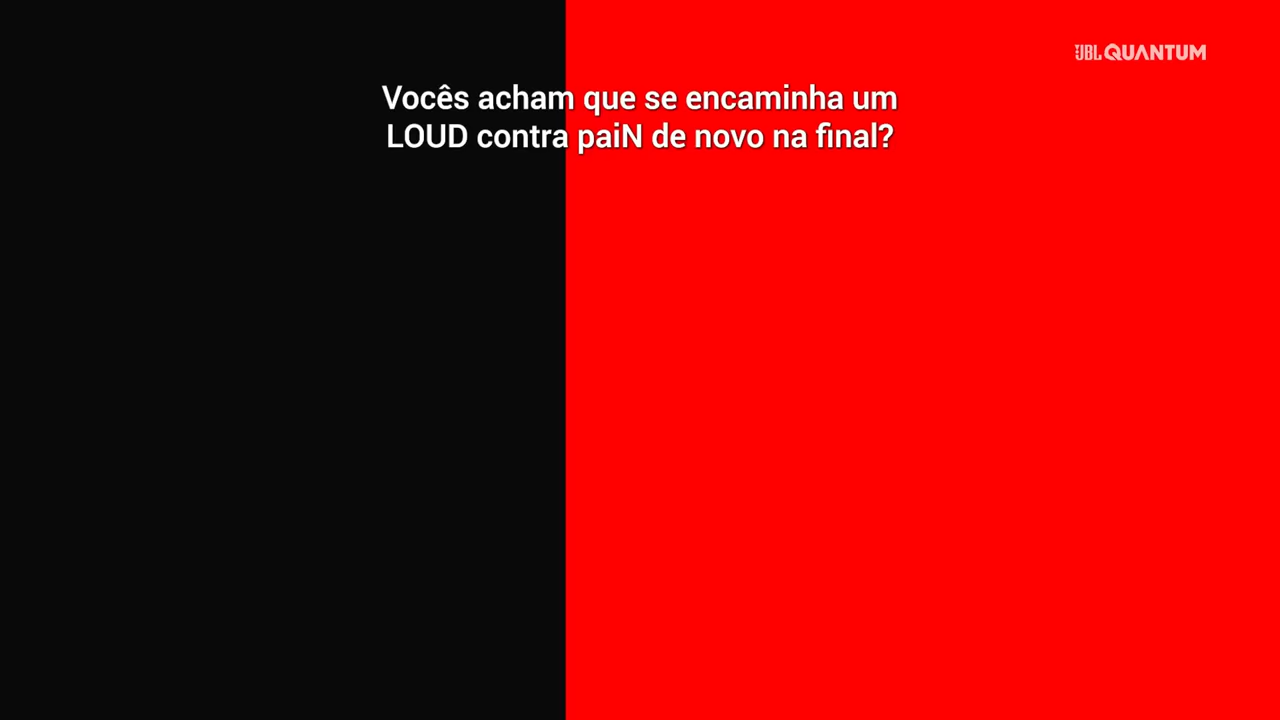 JBL QUANTUM
Vocês acham que se encaminha um
LOUD contra paiN de novo na final?